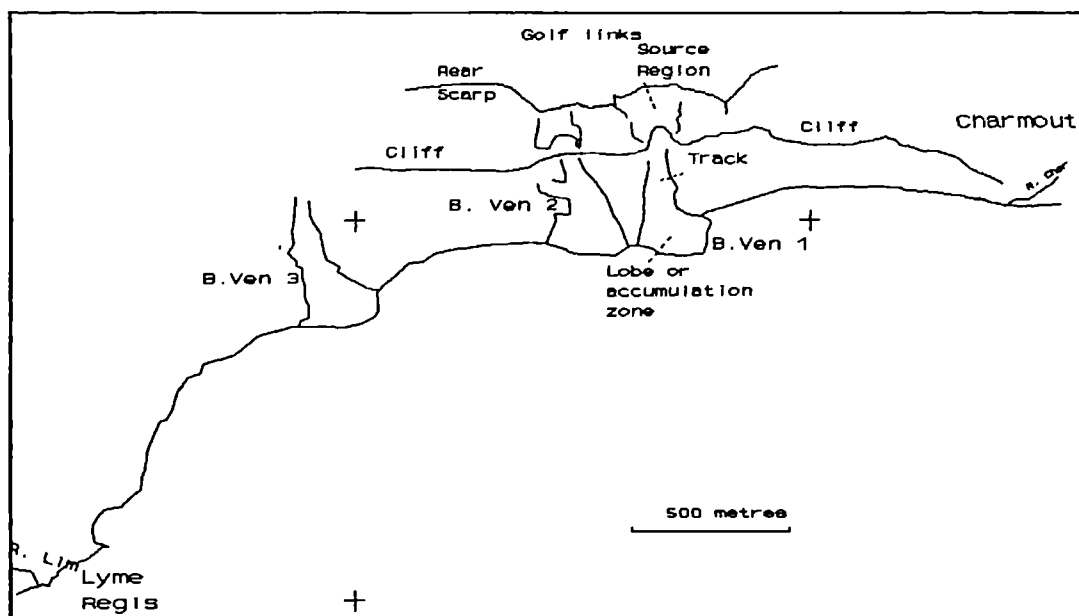 Golf links
Source
Region
Rear
Scarp
Cliff
Charmout
Cliff
Track
R. Char
B. Ven 2
B.Ven 1
B.Ven 3
Lobe or
accumulation
zone
500 metres
R. Lim
Lyme
Regis